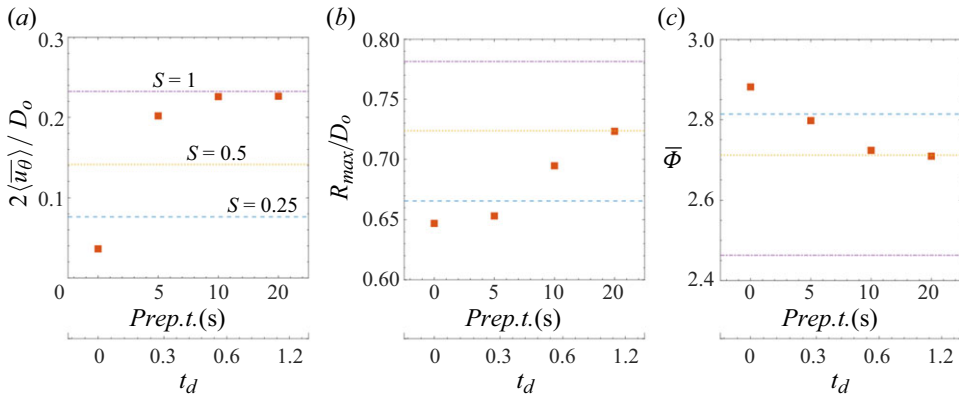 (a) (b) (c)
0.3 0.80 3.0
S = 1
0.2 0.75 2.8
2⟨u̅θ⟩ / Do Rmax/Do Φ̅
S = 0.5
0.70
0.1 S = 0.25 0.65 2.6
0.60 2.4
0 5 10 20 0 5 10 20 0 5 10 20
Prep.t.(s) Prep.t.(s) Prep.t.(s)
0 0.3 0.6 1.2 0 0.3 0.6 1.2 0 0.3 0.6 1.2
td td td